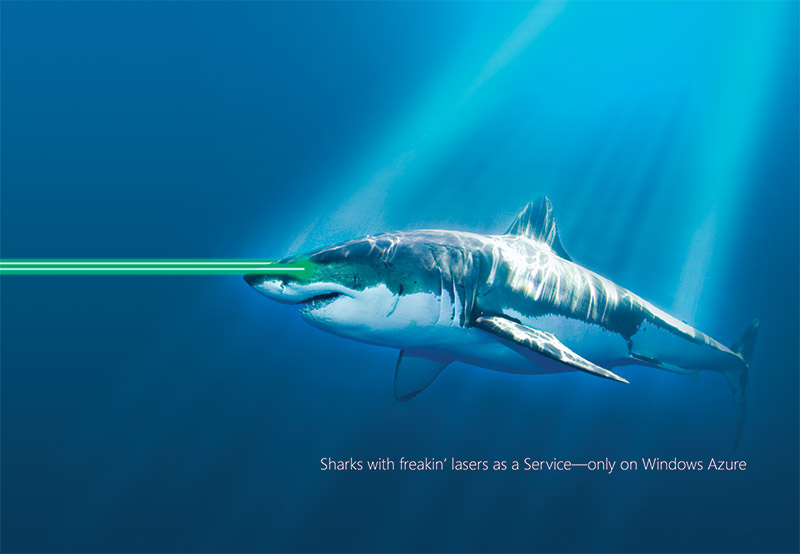 Sharks with freakin’ lasers as a Service—only on Windows Azure